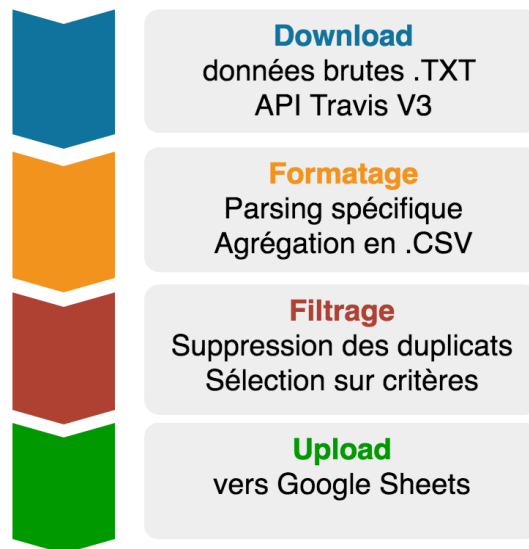 Download
données brutes .TXT
API Travis V3
Formatage
Parsing spécifique
Agrégation en .CSV
Filtrage
Suppression des duplicats
Sélection sur critères
Upload
vers Google Sheets